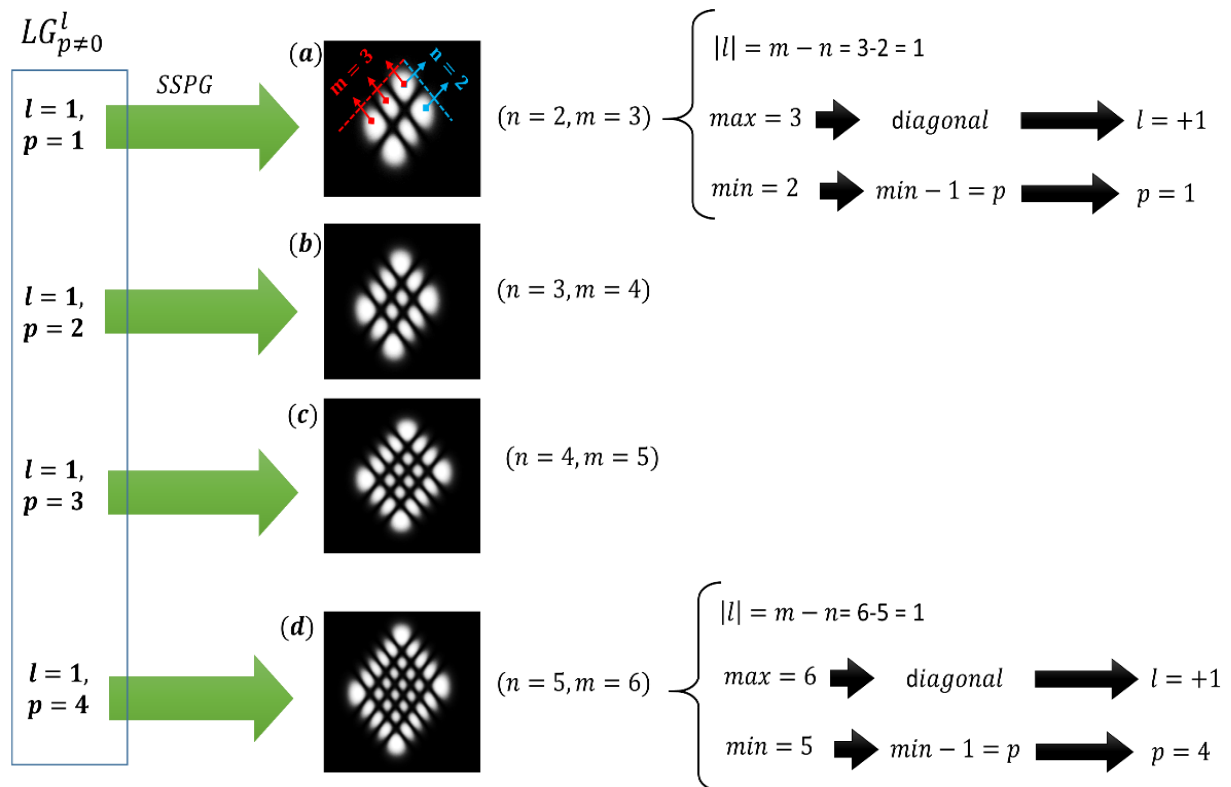 LG^l_{p≠0}
SSPG
l = 1,
p = 1
(a)
m = 3
n = 2
(n = 2, m = 3)
|l| = m − n = 3-2 = 1
max = 3 diagonal l = +1
min = 2 min − 1 = p p = 1
l = 1,
p = 2
(b)
(n = 3, m = 4)
l = 1,
p = 3
(c)
(n = 4, m = 5)
l = 1,
p = 4
(d)
(n = 5, m = 6)
|l| = m − n= 6-5 = 1
max = 6 diagonal l = +1
min = 5 min − 1 = p p = 4